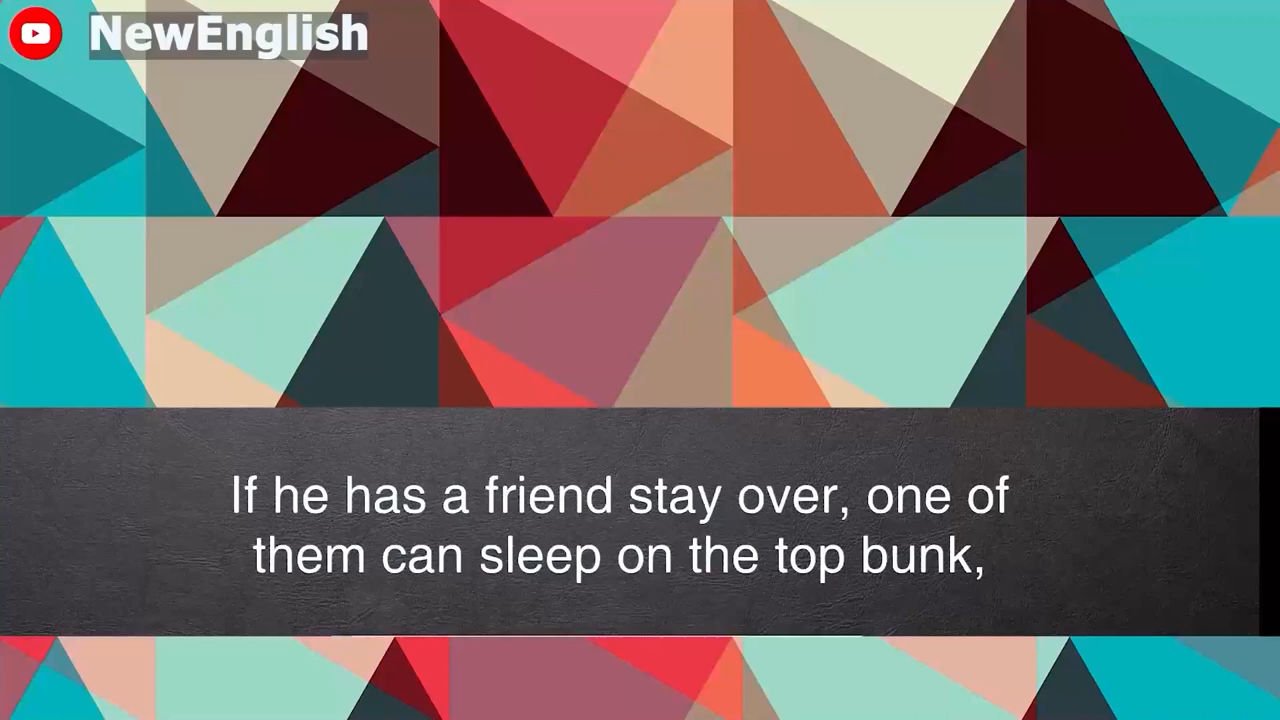 NewEnglish
If he has a friend stay over, one of
them can sleep on the top bunk,